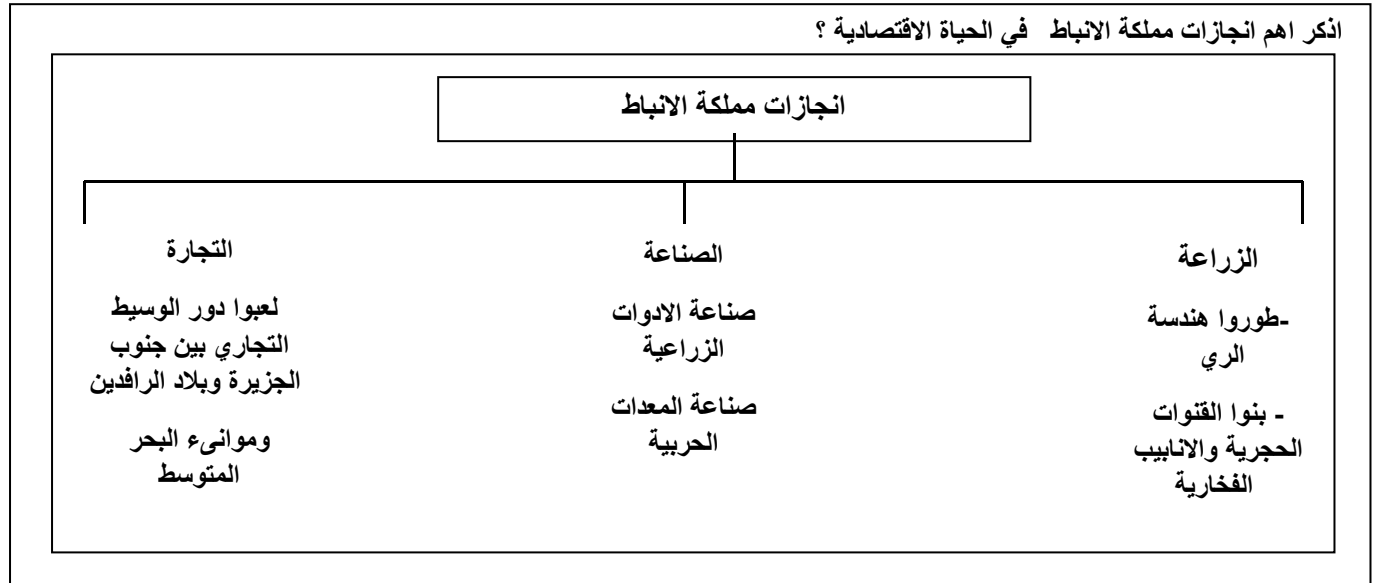 اذكر اهم انجازات مملكة الانباط في الحياة الاقتصادية ؟
انجازات مملكة الانباط
الزراعة
-طوروا هندسة
الري
- بنوا القنوات
الحجرية والانابيب
الفخارية
الصناعة
صناعة الادوات
الزراعية
صناعة المعدات
الحربية
التجارة
لعبوا دور الوسيط
التجاري بين جنوب
الجزيرة وبلاد الرافدين
وموانىء البحر
المتوسط